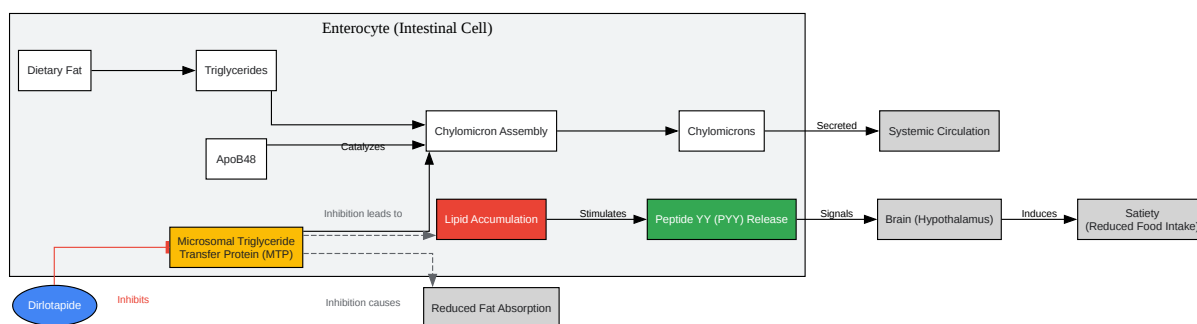 Enterocyte (Intestinal Cell)
Dietary Fat
Triglycerides
Chylomicron Assembly
Chylomicrons
Secreted
Systemic Circulation
Catalyzes
ApoB48
Inhibition leads to
Lipid Accumulation
Stimulates
Peptide YY (PYY) Release
Signals
Brain (Hypothalamus)
Induces
Satiety
(Reduced Food Intake)
Microsomal Triglyceride
Transfer Protein (MTP)
Dirlotapide
Inhibits
Inhibition causes
Reduced Fat Absorption